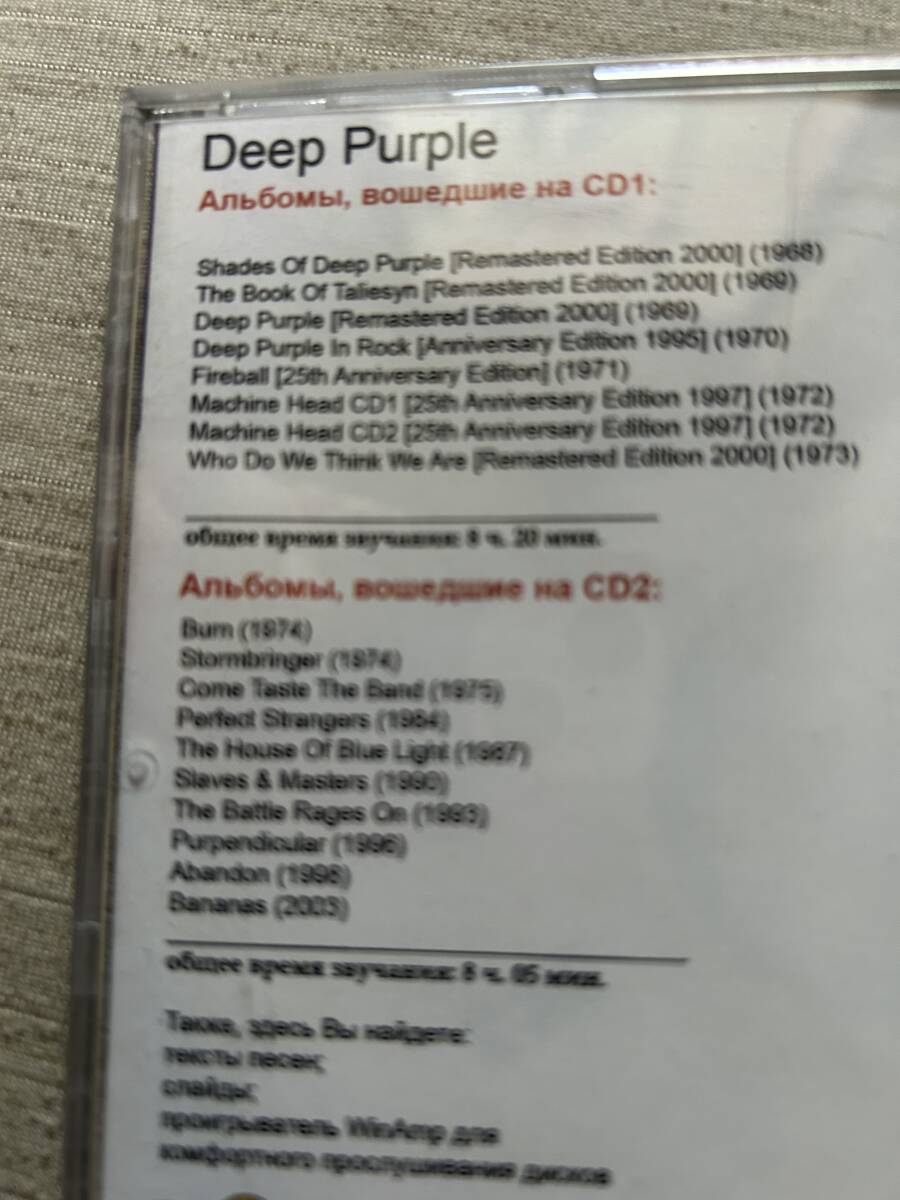 Deep Purple
Альбомы, вошедшие на CD1:
Shades Of Deep Purple [Remastered Edition 2000] (1968)
The Book Of Taliesyn [Remastered Edition 2000] (1969)
Deep Purple [Remastered Edition 2000] (1969)
Deep Purple In Rock [Anniversary Edition 1995] (1970)
Fireball [25th Anniversary Edition] (1971)
Machine Head CD1 [25th Anniversary Edition 1997] (1972)
Machine Head CD2 [25th Anniversary Edition 1997] (1972)
Who Do We Think We Are [Remastered Edition 2000] (1973)
общее время звучания: 8 ч. 20 мин.
Альбомы, вошедшие на CD2:
Burn (1974)
Stormbringer (1974)
Come Taste The Band (1975)
Perfect Strangers (1984)
The House Of Blue Light (1987)
Slaves & Masters (1990)
The Battle Rages On (1993)
Purpendicular (1996)
Abandon (1998)
Bananas (2003)
общее время звучания: 8 ч. 05 мин.
Также, здесь Вы найдете:
тексты песен;
слайды;
проигрыватель WinAmp для
комфортного прослушивания дисков